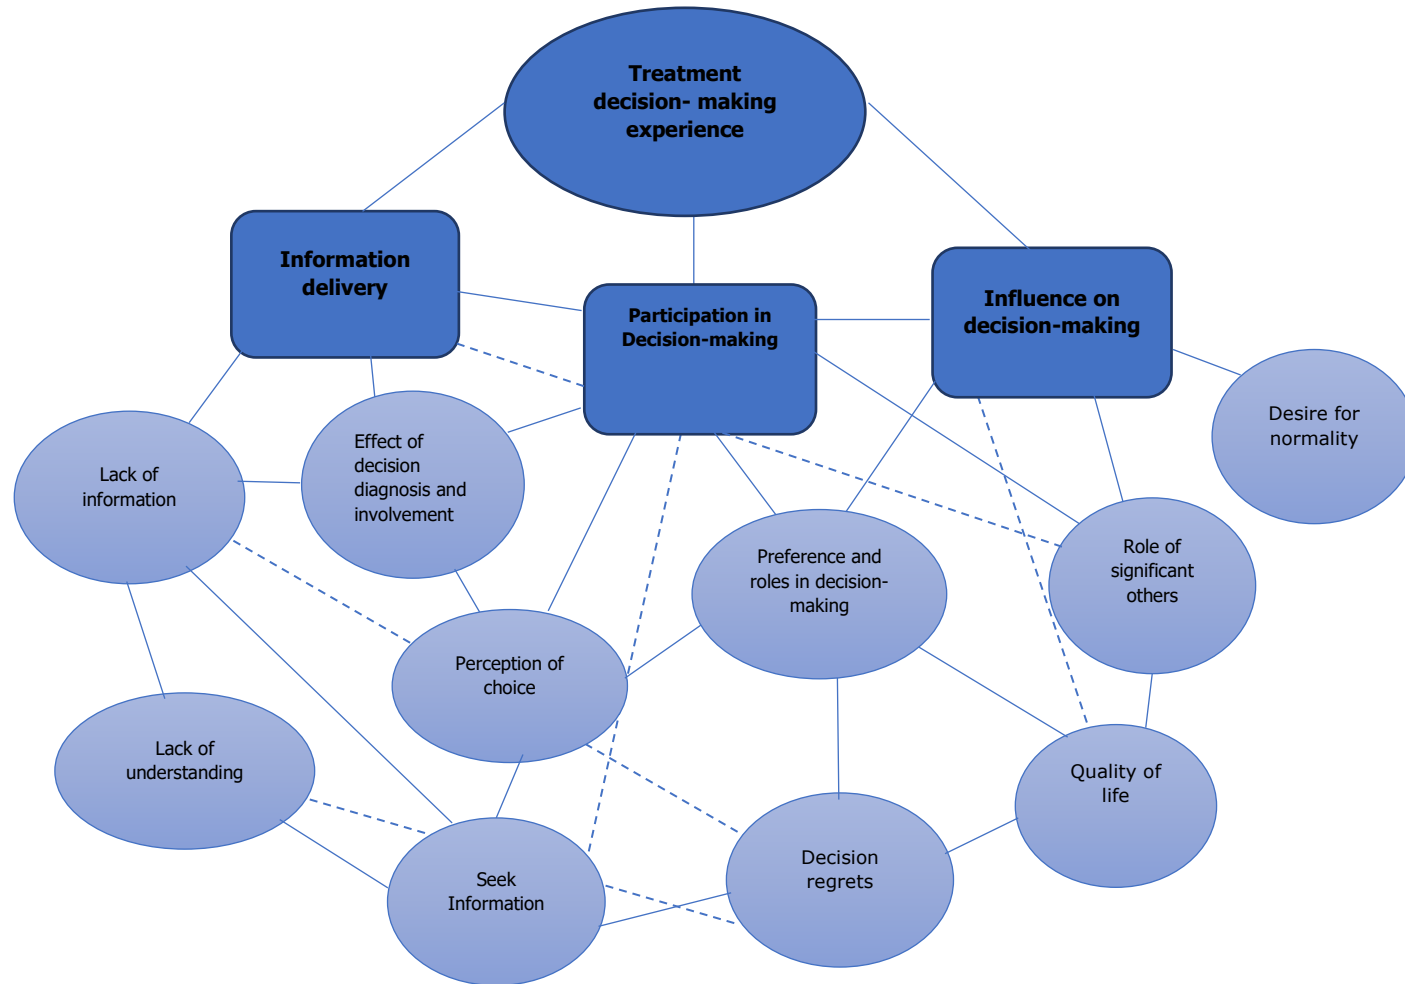 Treatment
decision- making
experience
Information
delivery
Participation in
Decision-making
Influence on
decision-making
Desire for
normality
Effect of
decision
diagnosis and
involvement
Lack of
information
Preference and
roles in decision-
making
Role of
significant
others
Perception of
choice
Lack of
understanding
Quality of
life
Seek
Information
Decision
regrets